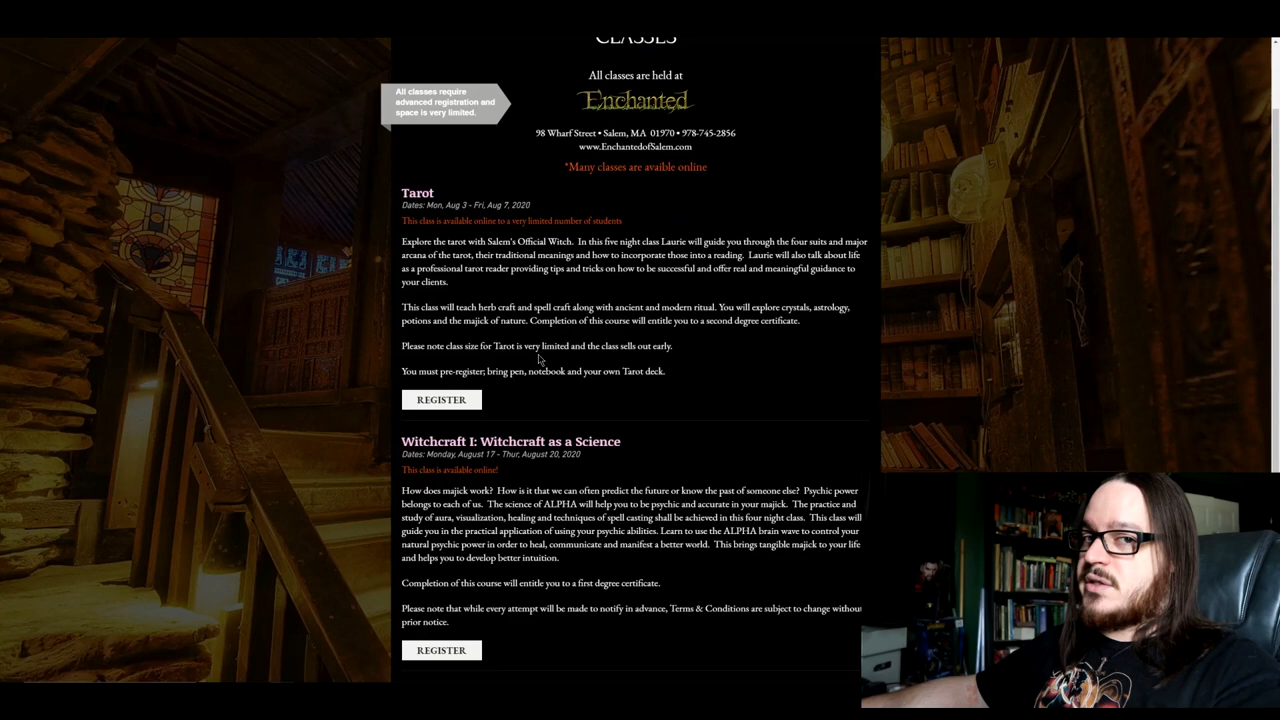 CLASSES
All classes are held at
All classes require
advanced registration and
space is very limited.
Enchanted
98 Wharf Street • Salem, MA 01970 • 978-745-2856
www.EnchantedofSalem.com
*Many classes are avaible online
Tarot
Dates: Mon, Aug 3 - Fri, Aug 7, 2020
This class is available online to a very limited number of students
Explore the tarot with Salem's Official Witch. In this five night class Laurie will guide you through the four suits and major
arcana of the tarot, their traditional meanings and how to incorporate those into a reading. Laurie will also talk about life
as a professional tarot reader providing tips and tricks on how to be successful and offer real and meaningful guidance to
your clients.
This class will teach herb craft and spell craft along with ancient and modern ritual. You will explore crystals, astrology,
potions and the majick of nature. Completion of this course will entitle you to a second degree certificate.
Please note class size for Tarot is very limited and the class sells out early.
You must pre-register; bring pen, notebook and your own Tarot deck.
REGISTER
Witchcraft I: Witchcraft as a Science
Dates: Monday, August 17 - Thur, August 20, 2020
This class is available online!
How does majick work? How is it that we can often predict the future or know the past of someone else? Psychic power
belongs to each of us. The science of ALPHA will help you to be psychic and accurate in your majick. The practice and
study of aura, visualization, healing and techniques of spell casting shall be achieved in this four night class. This class will
guide you in the practical application of using your psychic abilities. Learn to use the ALPHA brain wave to control your
natural psychic power in order to heal, communicate and manifest a better world. This brings tangible majick to your life
and helps you to develop better intuition.
Completion of this course will entitle you to a first degree certificate.
Please note that while every attempt will be made to notify in advance, Terms & Conditions are subject to change without
prior notice.
REGISTER